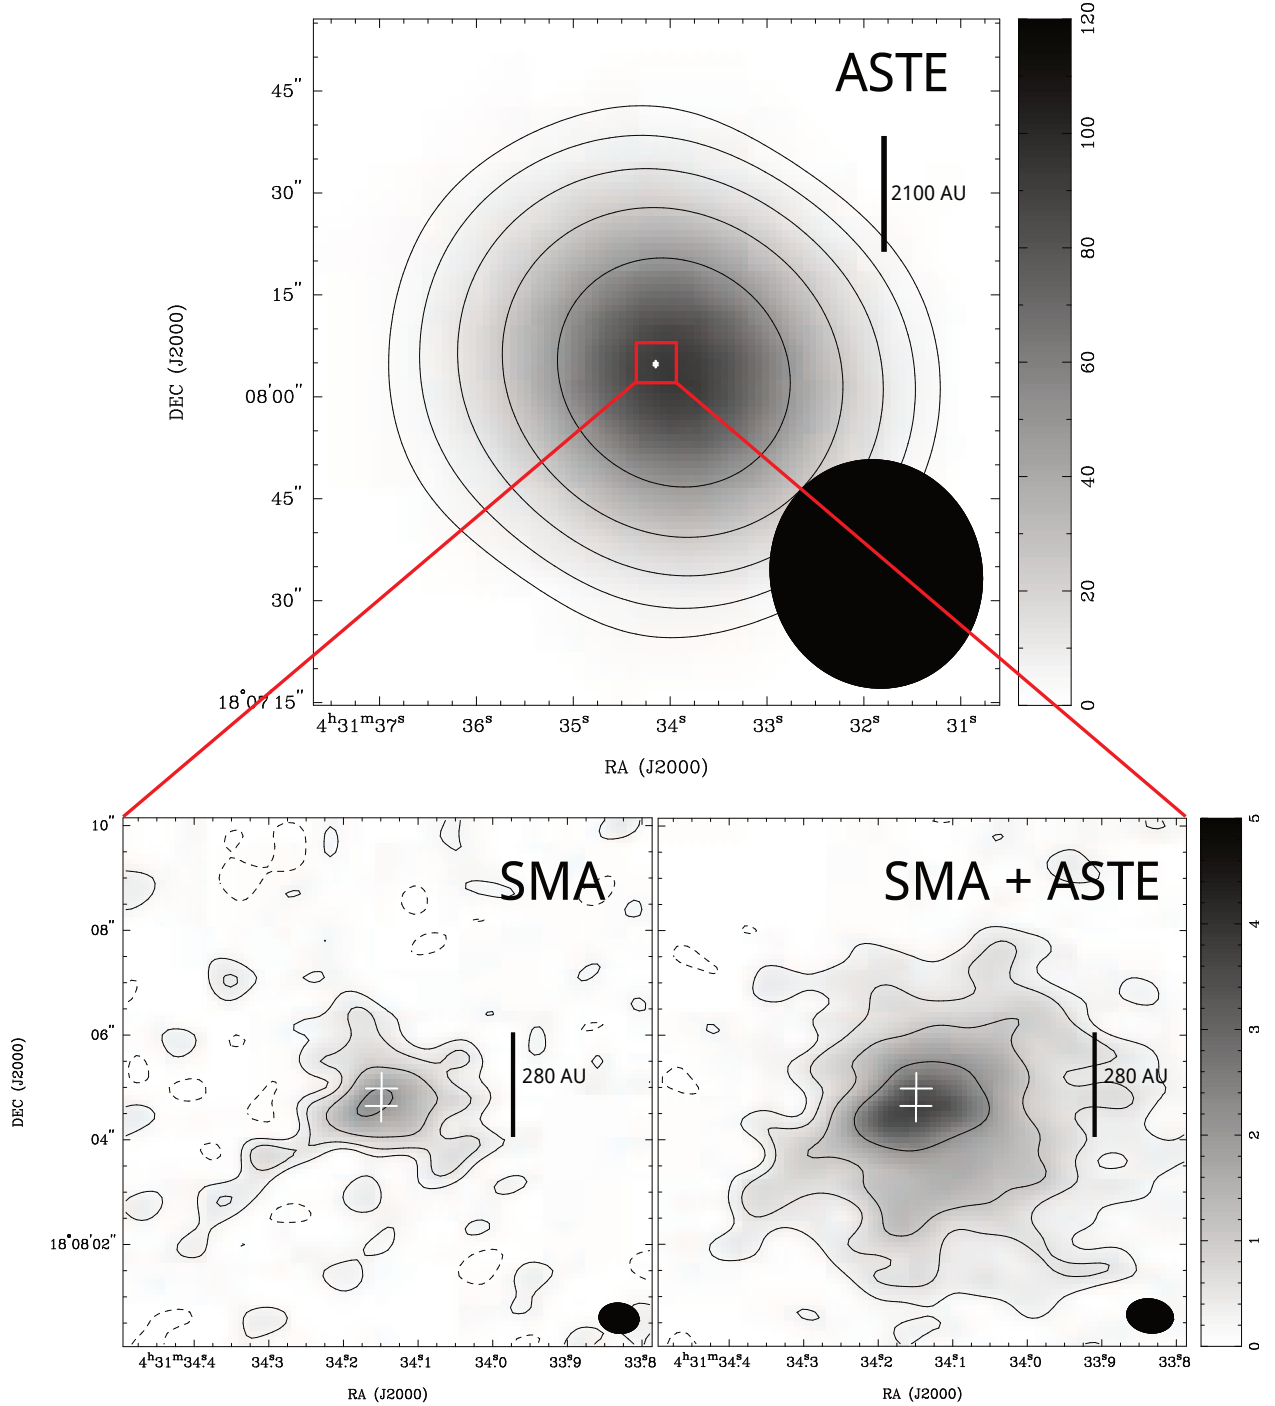 ASTE
2100 AU
45"
30"
15"
08'00"
45"
30"
18°07'15"
DEC (J2000)
4ʰ31ᵐ37ˢ 36ˢ 35ˢ 34ˢ 33ˢ 32ˢ 31ˢ
RA (J2000)
120
100
80
60
40
20
0
SMA
280 AU
10"
08"
06"
04"
18°08'02"
DEC (J2000)
4ʰ31ᵐ34ˢ.4 34ˢ.3 34ˢ.2 34ˢ.1 34ˢ.0 33ˢ.9 33ˢ.8
RA (J2000)
SMA + ASTE
280 AU
4ʰ31ᵐ34ˢ.4 34ˢ.3 34ˢ.2 34ˢ.1 34ˢ.0 33ˢ.9 33ˢ.8
RA (J2000)
5
4
3
2
1
0